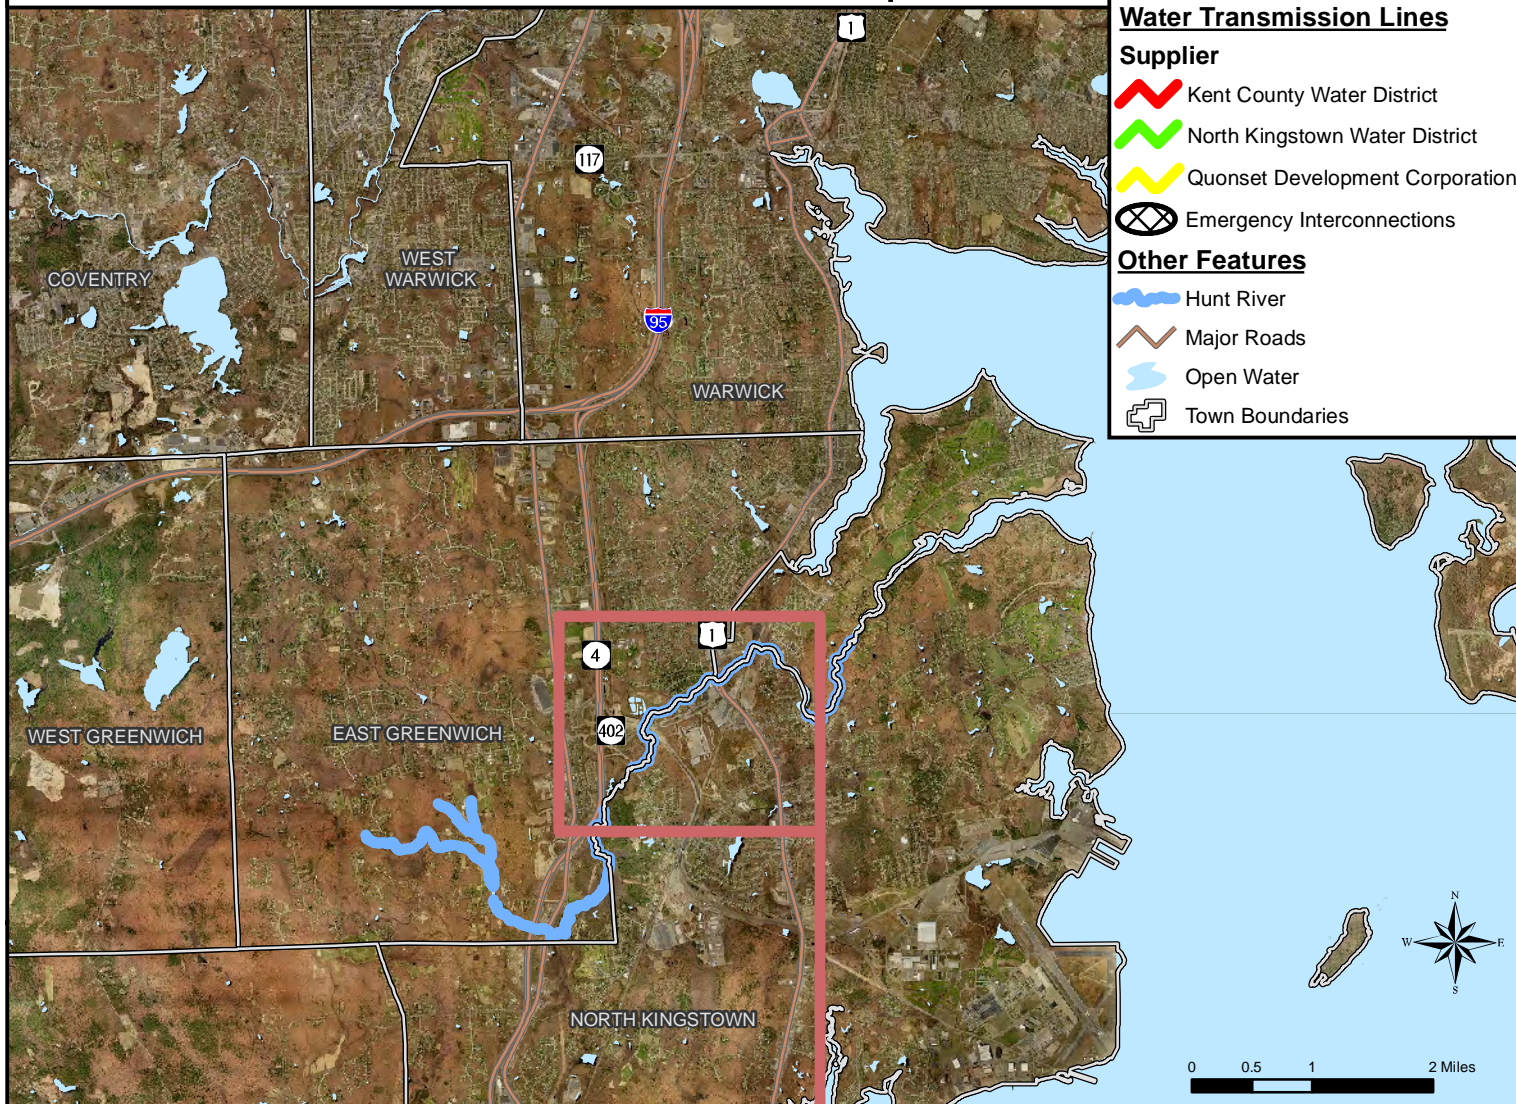 Water Transmission Lines
Supplier
Kent County Water District
North Kingstown Water District
Quonset Development Corporation
Emergency Interconnections
Other Features
Hunt River
Major Roads
Open Water
Town Boundaries
1
117
COVENTRY
WEST
WARWICK
95
WARWICK
1
4
402
WEST GREENWICH
EAST GREENWICH
NORTH KINGSTOWN
N
W
E
S
0 0.5 1 2 Miles